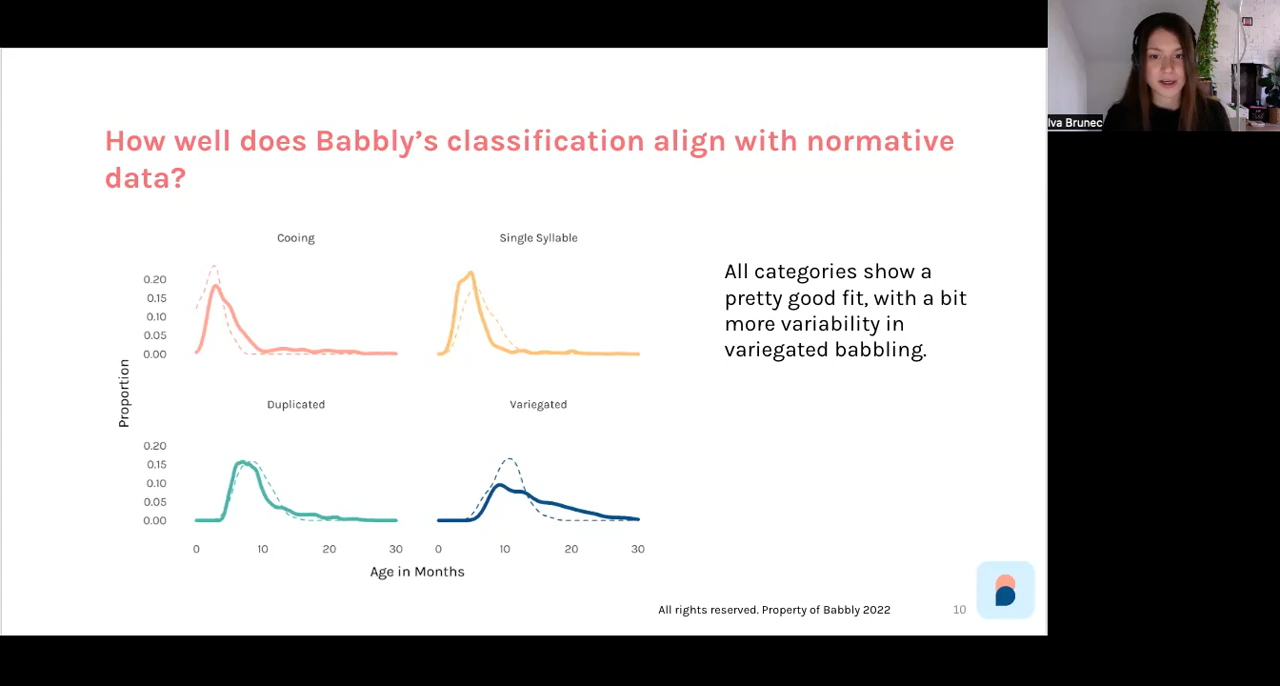 How well does Babbly's classification align with normative
data?
Cooing
Single Syllable
0.20
0.15
0.10
0.05
0.00
Proportion
Duplicated
Variegated
0.20
0.15
0.10
0.05
0.00
0 10 20 30 0 10 20 30
Age in Months
All categories show a
pretty good fit, with a bit
more variability in
variegated babbling.
All rights reserved. Property of Babbly 2022
10
Iva Brunec